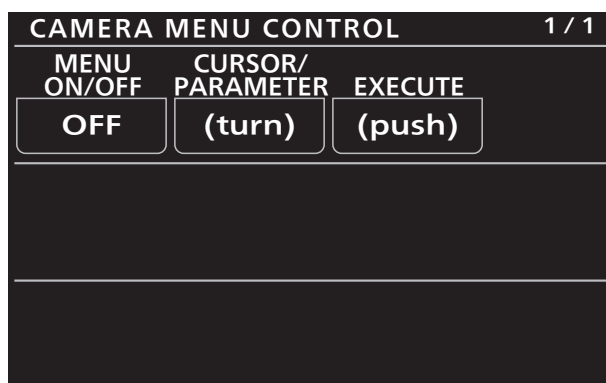 CAMERA MENU CONTROL 1/1
MENU CURSOR/
ON/OFF PARAMETER EXECUTE
OFF (turn) (push)